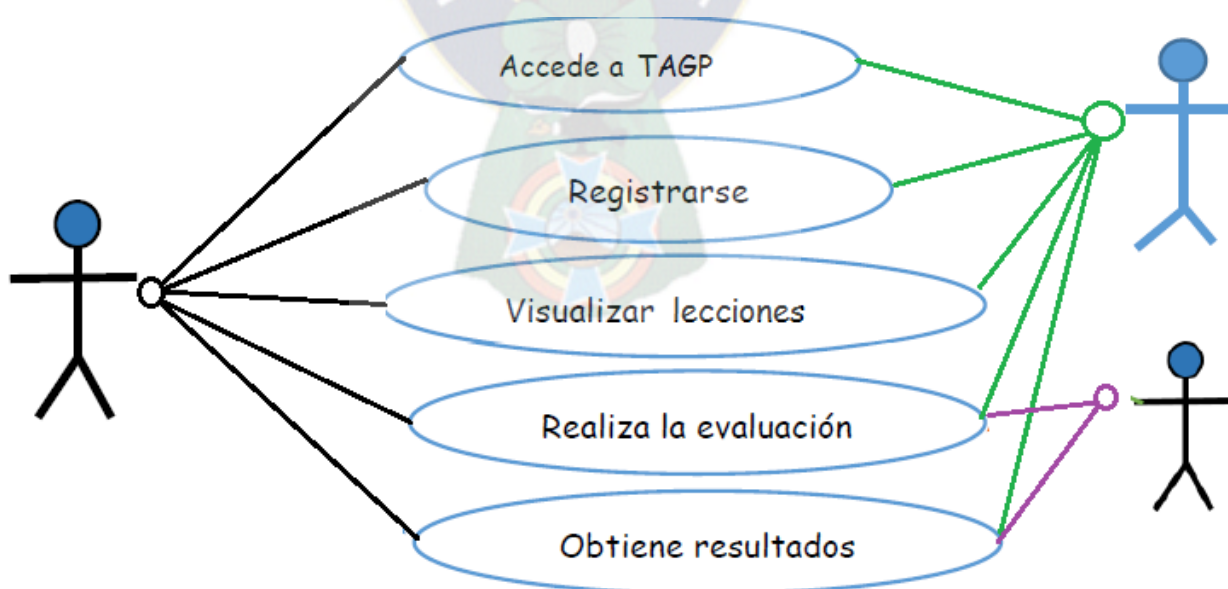 Accede a TAGP
Registrarse
Visualizar lecciones
Realiza la evaluación
Obtiene resultados